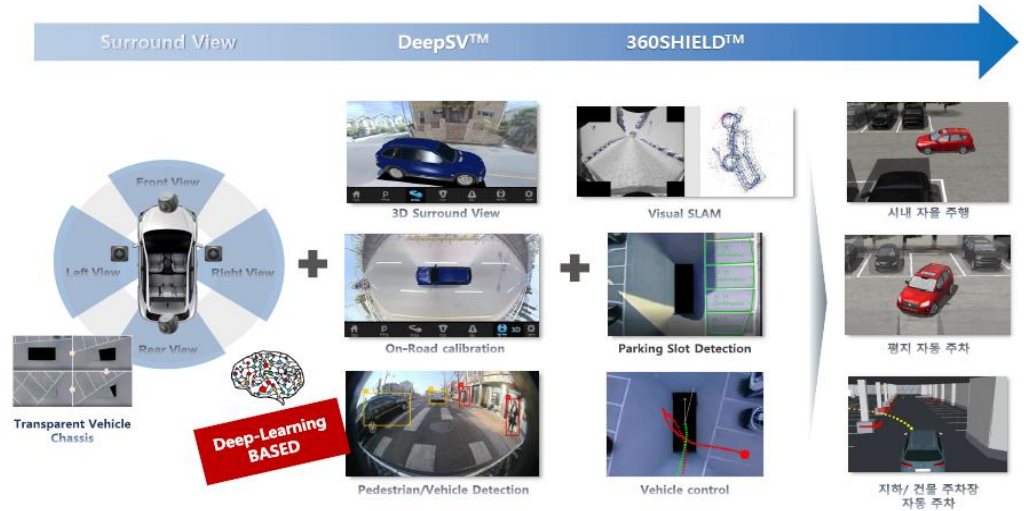 Surround View
DeepSV™
360SHIELD™
Front View
Left View
Right View
Rear View
Transparent Vehicle
Chassis
Deep-Learning
BASED
3D Surround View
On-Road calibration
3D
Pedestrian/Vehicle Detection
Visual SLAM
Parking Slot Detection
Vehicle control
시내 자율 주행
평지 자동 주차
지하/ 건물 주차장
자동 주차